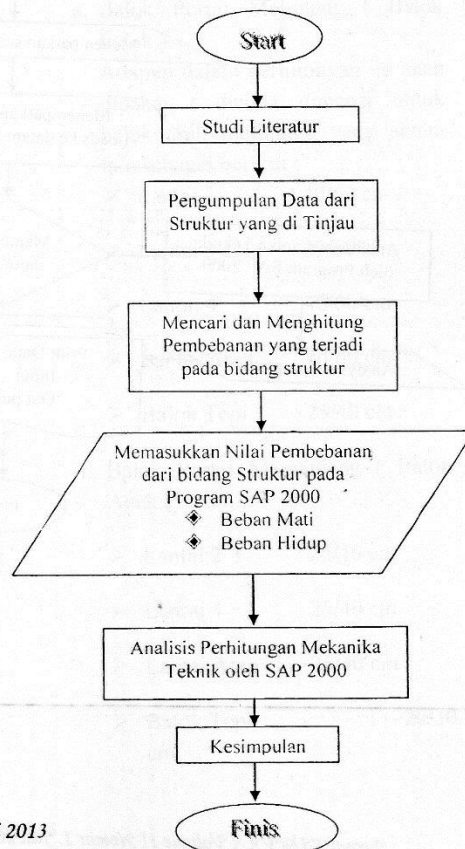 Start
Studi Literatur
Pengumpulan Data dari
Struktur yang di Tinjau
Mencari dan Menghitung
Pembebanan yang terjadi
pada bidang struktur
Memasukkan Nilai Pembebanan
dari bidang Struktur pada
Program SAP 2000
Beban Mati
Beban Hidup
Analisis Perhitungan Mekanika
Teknik oleh SAP 2000
Kesimpulan
Finis
2013